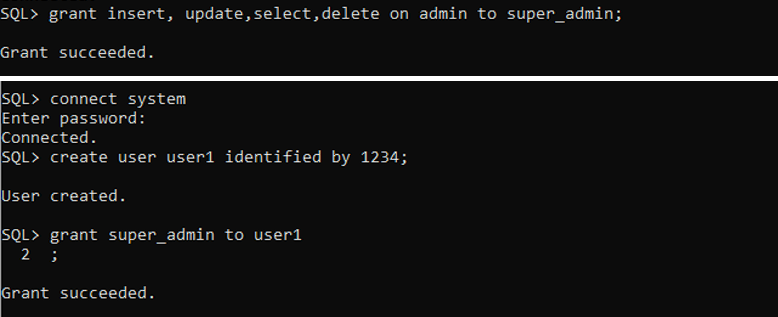 SQL> grant insert, update,select,delete on admin to super_admin;
Grant succeeded.
SQL> connect system
Enter password:
Connected.
SQL> create user user1 identified by 1234;
User created.
SQL> grant super_admin to user1
2 ;
Grant succeeded.